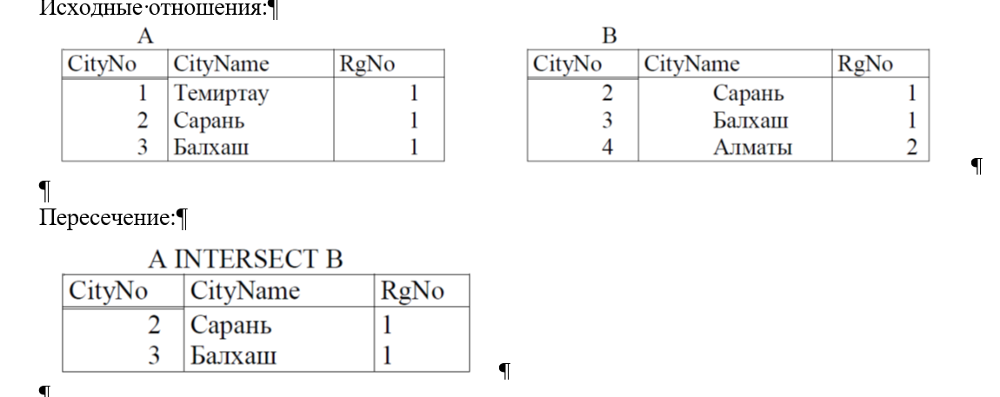 Исходные·отношения:¶
A B
CityNo CityName RgNo CityNo CityName RgNo
1 Темиртау 1 2 Сарань 1
2 Сарань 1 3 Балхаш 1
3 Балхаш 1 4 Алматы 2
¶
¶
Пересечение:¶
A INTERSECT B
CityNo CityName RgNo
2 Сарань 1
3 Балхаш 1
¶
¶